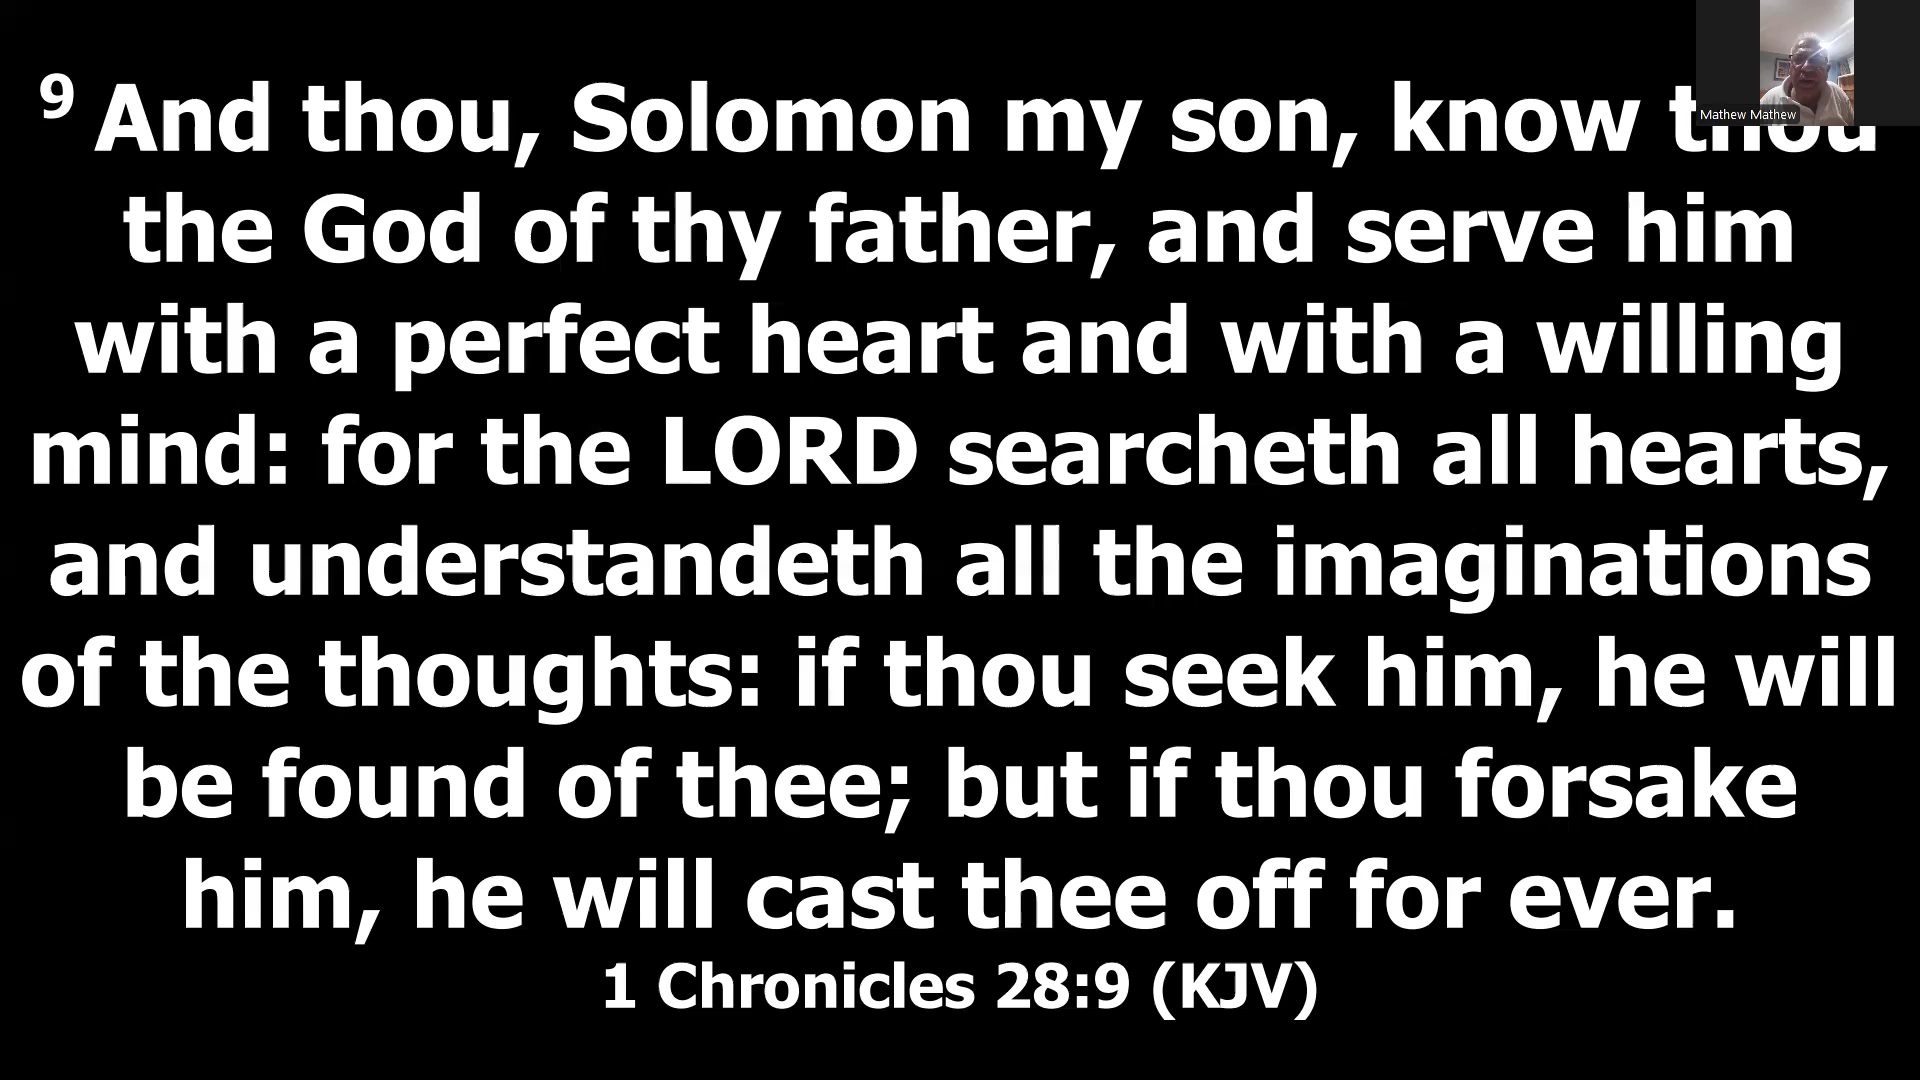 ⁹ And thou, Solomon my son, know thou
the God of thy father, and serve him
with a perfect heart and with a willing
mind: for the LORD searcheth all hearts,
and understandeth all the imaginations
of the thoughts: if thou seek him, he will
be found of thee; but if thou forsake
him, he will cast thee off for ever.
1 Chronicles 28:9 (KJV)
Mathew Mathew